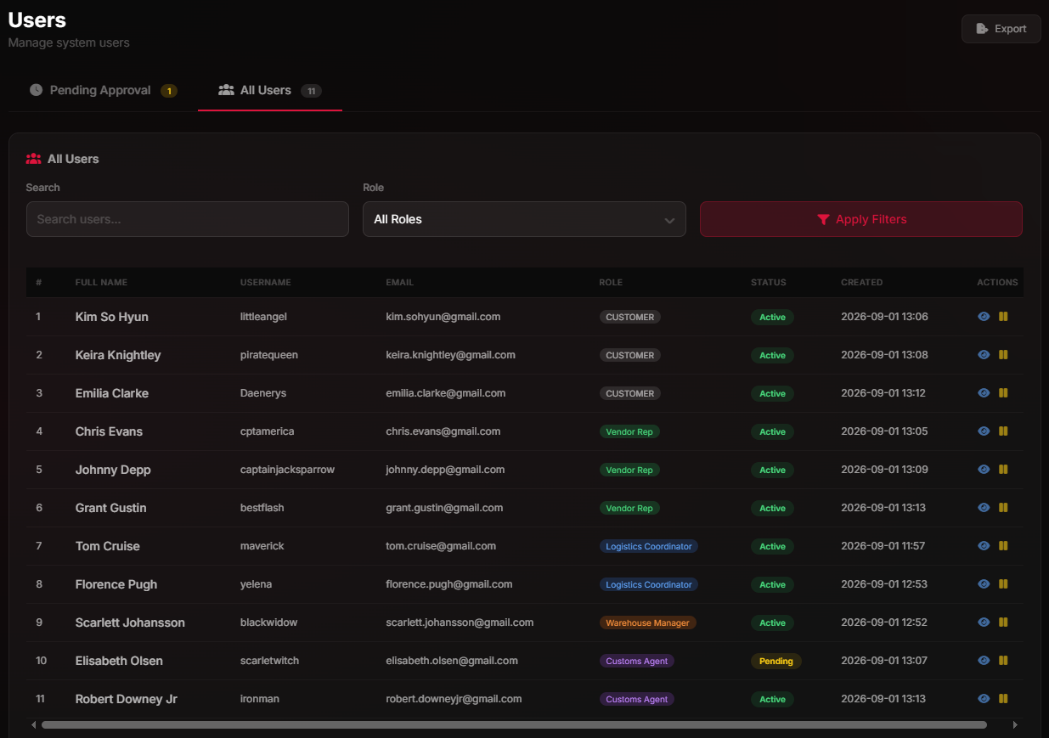 Users
Manage system users
Export
Pending Approval 1
All Users 11
All Users
Search
Role
Search users...
All Roles
Apply Filters
# FULL NAME USERNAME EMAIL ROLE STATUS CREATED ACTIONS
1 Kim So Hyun littleangel kim.sohyun@gmail.com CUSTOMER Active 2026-09-01 13:06
2 Keira Knightley piratequeen keira.knightley@gmail.com CUSTOMER Active 2026-09-01 13:08
3 Emilia Clarke Daenerys emilia.clarke@gmail.com CUSTOMER Active 2026-09-01 13:12
4 Chris Evans cptamerica chris.evans@gmail.com Vendor Rep Active 2026-09-01 13:05
5 Johnny Depp captainjacksparrow johnny.depp@gmail.com Vendor Rep Active 2026-09-01 13:09
6 Grant Gustin bestflash grant.gustin@gmail.com Vendor Rep Active 2026-09-01 13:13
7 Tom Cruise maverick tom.cruise@gmail.com Logistics Coordinator Active 2026-09-01 11:57
8 Florence Pugh yelena florence.pugh@gmail.com Logistics Coordinator Active 2026-09-01 12:53
9 Scarlett Johansson blackwidow scarlett.johansson@gmail.com Warehouse Manager Active 2026-09-01 12:52
10 Elisabeth Olsen scarletwitch elisabeth.olsen@gmail.com Customs Agent Pending 2026-09-01 13:07
11 Robert Downey Jr ironman robert.downeyjr@gmail.com Customs Agent Active 2026-09-01 13:13